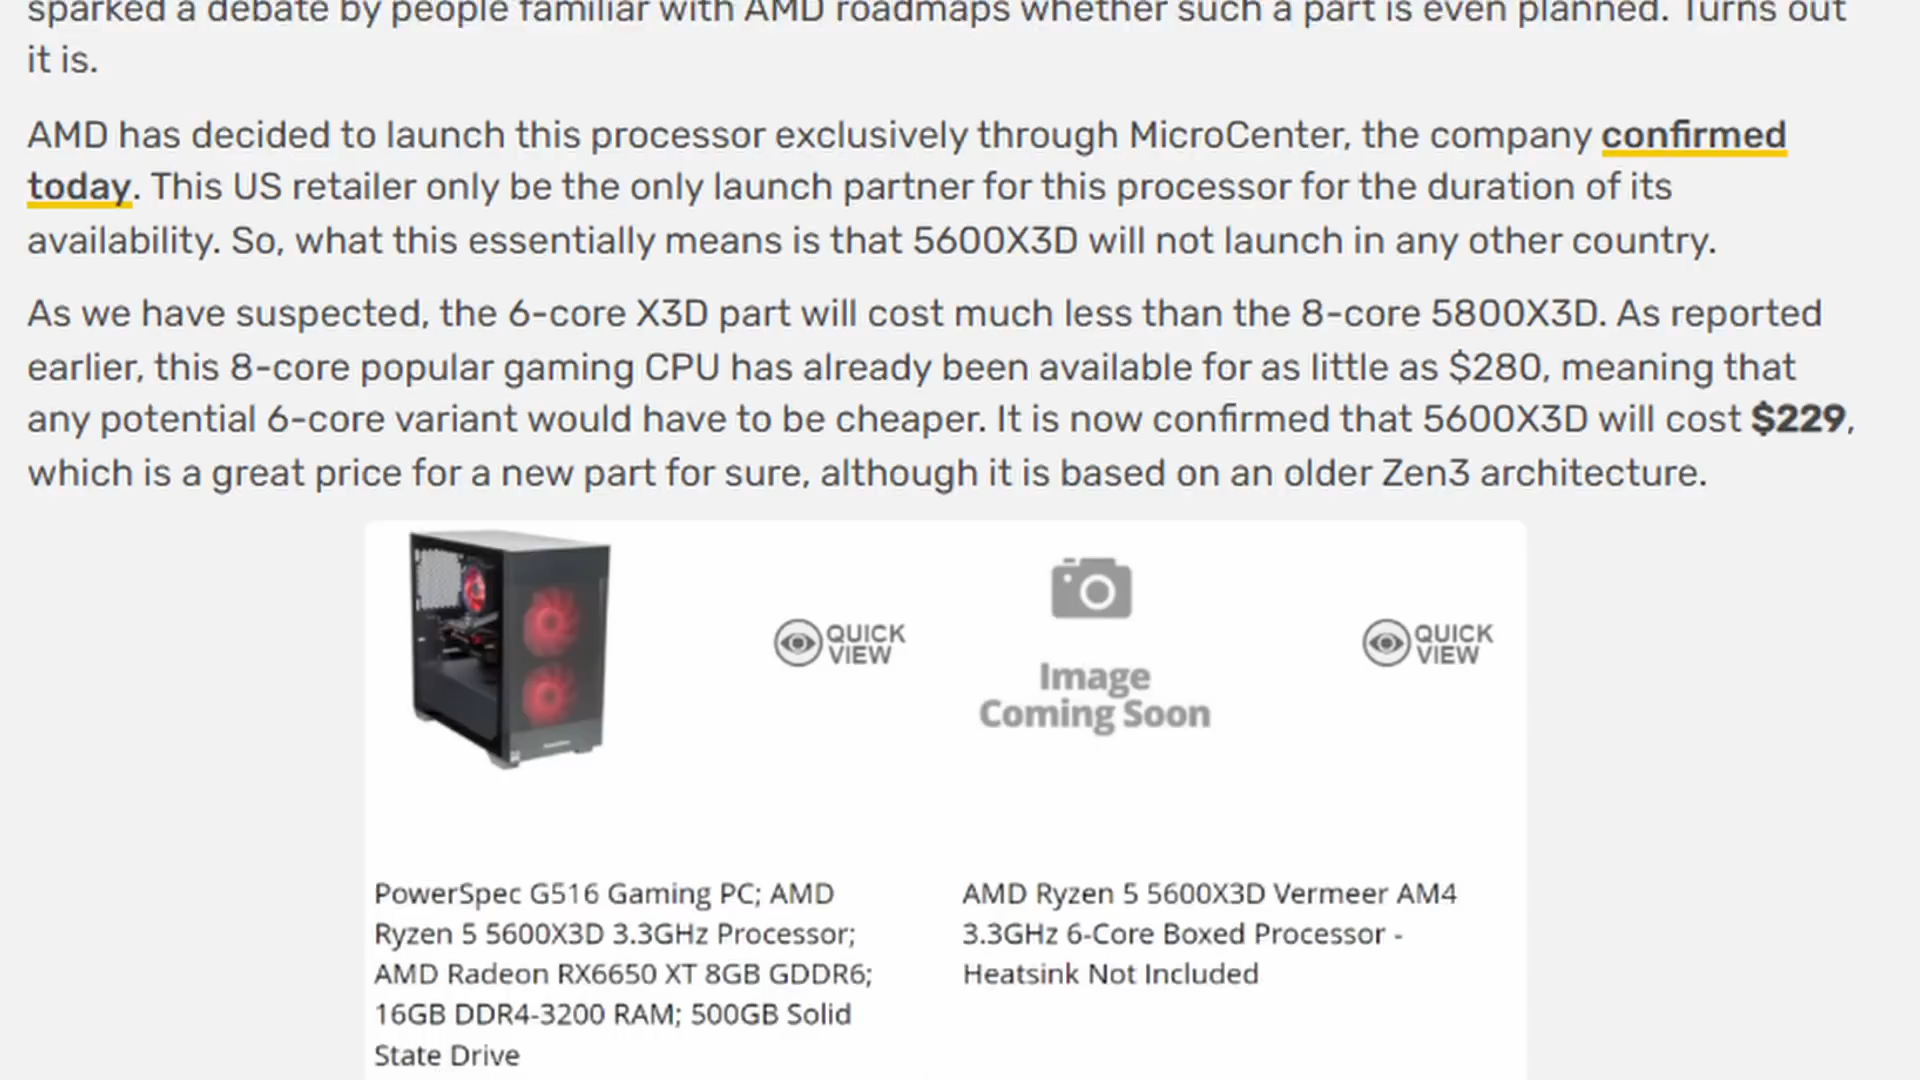 sparked a debate by people familiar with AMD roadmaps whether such a part is even planned. Turns out
it is.
AMD has decided to launch this processor exclusively through MicroCenter, the company confirmed
today. This US retailer only be the only launch partner for this processor for the duration of its
availability. So, what this essentially means is that 5600X3D will not launch in any other country.
As we have suspected, the 6-core X3D part will cost much less than the 8-core 5800X3D. As reported
earlier, this 8-core popular gaming CPU has already been available for as little as $280, meaning that
any potential 6-core variant would have to be cheaper. It is now confirmed that 5600X3D will cost $229,
which is a great price for a new part for sure, although it is based on an older Zen3 architecture.
QUICK
VIEW
Image
Coming Soon
QUICK
VIEW
PowerSpec G516 Gaming PC; AMD
Ryzen 5 5600X3D 3.3GHz Processor;
AMD Radeon RX6650 XT 8GB GDDR6;
16GB DDR4-3200 RAM; 500GB Solid
State Drive
AMD Ryzen 5 5600X3D Vermeer AM4
3.3GHz 6-Core Boxed Processor -
Heatsink Not Included